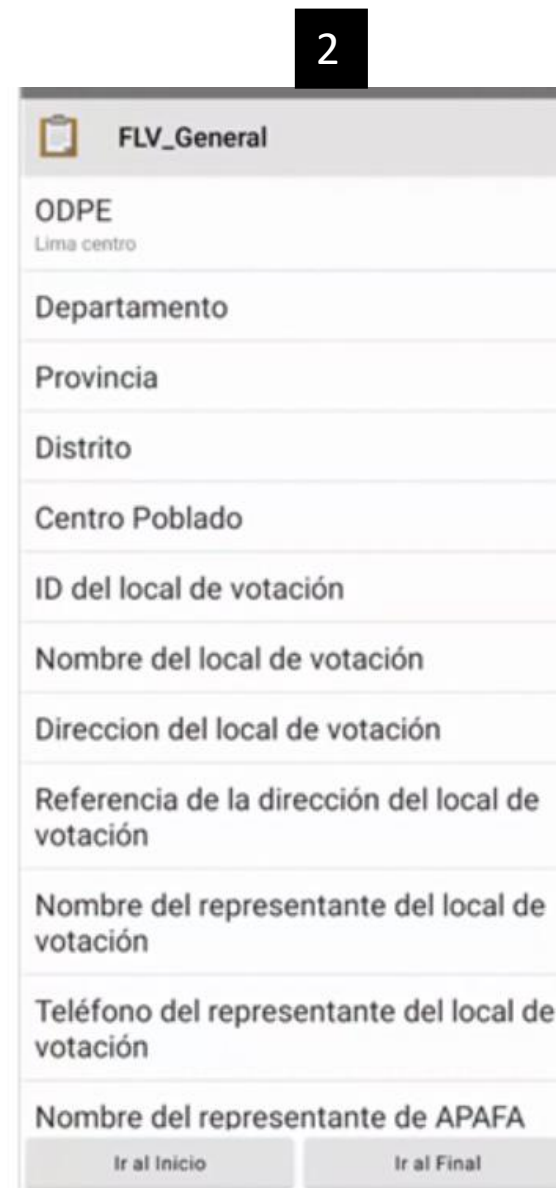 2
FLV_General
ODPE
Lima centro
Departamento
Provincia
Distrito
Centro Poblado
ID del local de votación
Nombre del local de votación
Direccion del local de votación
Referencia de la dirección del local de
votación
Nombre del representante del local de
votación
Teléfono del representante del local de
votación
Nombre del representante de APAFA
Ir al Inicio
Ir al Final